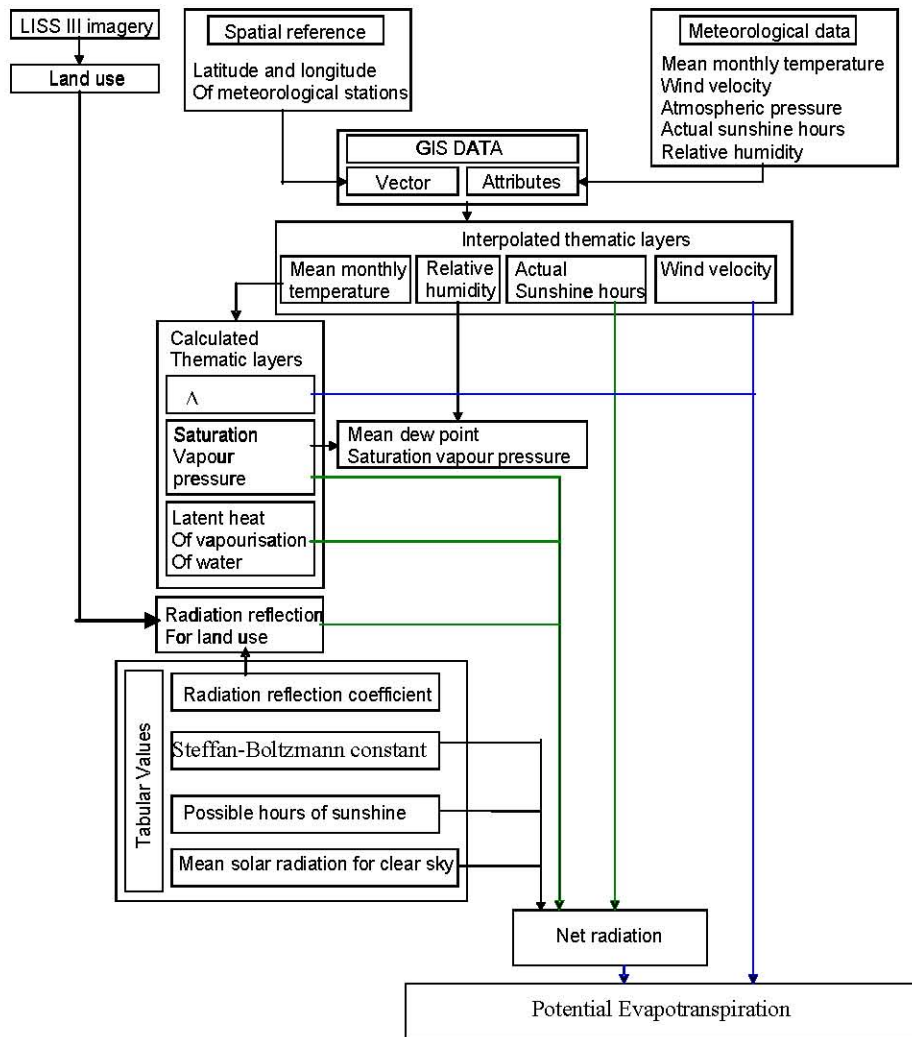 LISS III imagery
Land use
Spatial reference
Latitude and longitude
Of meteorological stations
Meteorological data
Mean monthly temperature
Wind velocity
Atmospheric pressure
Actual sunshine hours
Relative humidity
GIS DATA
Vector
Attributes
Interpolated thematic layers
Mean monthly
temperature
Relative
humidity
Actual
Sunshine hours
Wind velocity
Calculated
Thematic layers
Λ
Saturation
Vapour
pressure
Mean dew point
Saturation vapour pressure
Latent heat
Of vapourisation
Of water
Radiation reflection
For land use
Tabular Values
Radiation reflection coefficient
Steffan-Boltzmann constant
Possible hours of sunshine
Mean solar radiation for clear sky
Net radiation
Potential Evapotranspiration